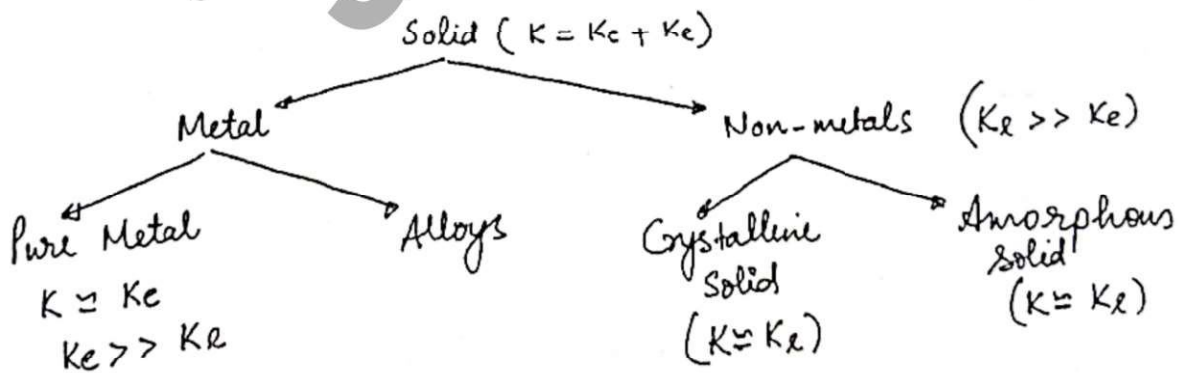 Solid ( K = Kc + Ke)
Metal
Non-metals (Kl >> Ke)
Pure Metal
K ≃ Ke
Ke >> Kl
Alloys
Crystalline
Solid
(K ≃ Kl)
Amorphous
Solid
(K ≃ Kl)